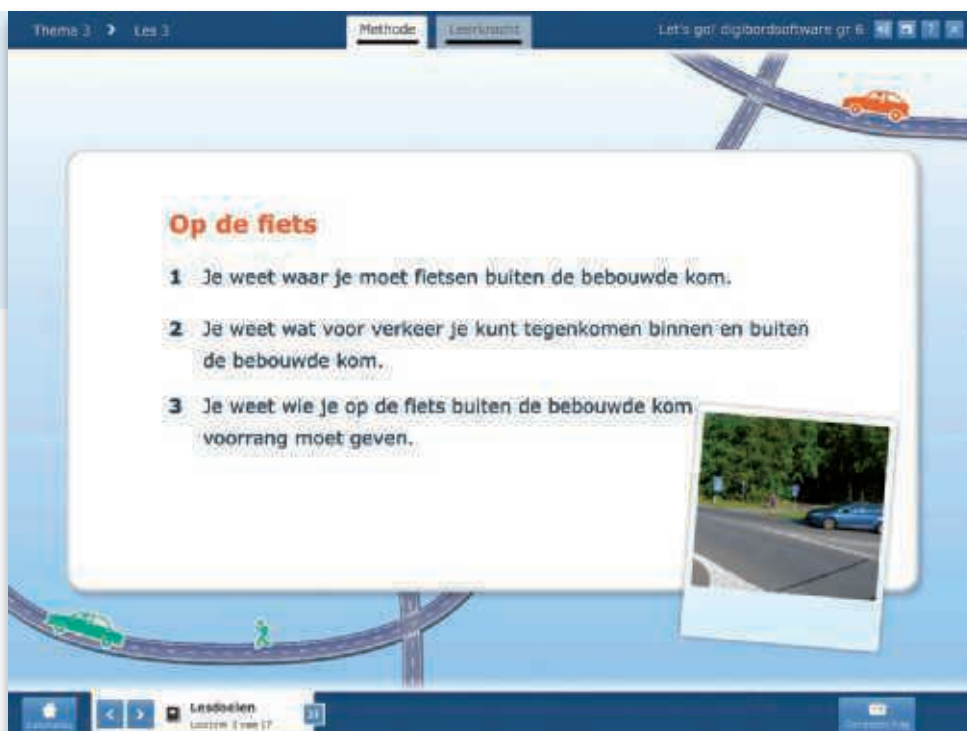 Thema 3 > Les 3
Methode
Leerkracht
Let's go! digibordsoftware gr 6
?
Op de fiets
1 Je weet waar je moet fietsen buiten de bebouwde kom.
2 Je weet wat voor verkeer je kunt tegenkomen binnen en buiten
de bebouwde kom.
3 Je weet wie je op de fiets buiten de bebouwde kom
voorrang moet geven.
Lesdoelen